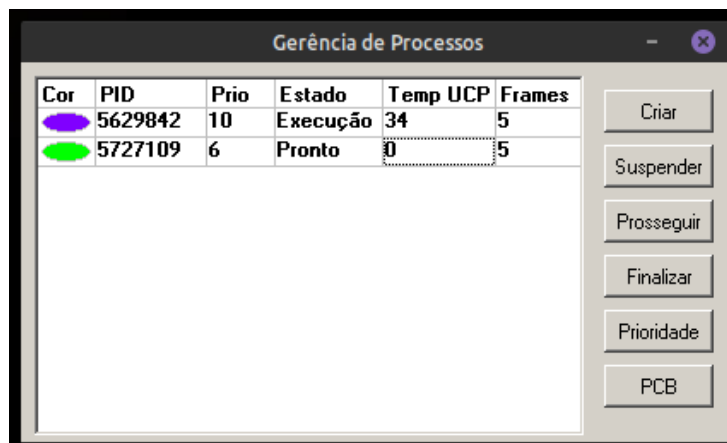 Gerência de Processos
Cor PID Prio Estado Temp UCP Frames
5629842 10 Execução 34 5
5727109 6 Pronto 0 5
Criar
Suspender
Prosseguir
Finalizar
Prioridade
PCB